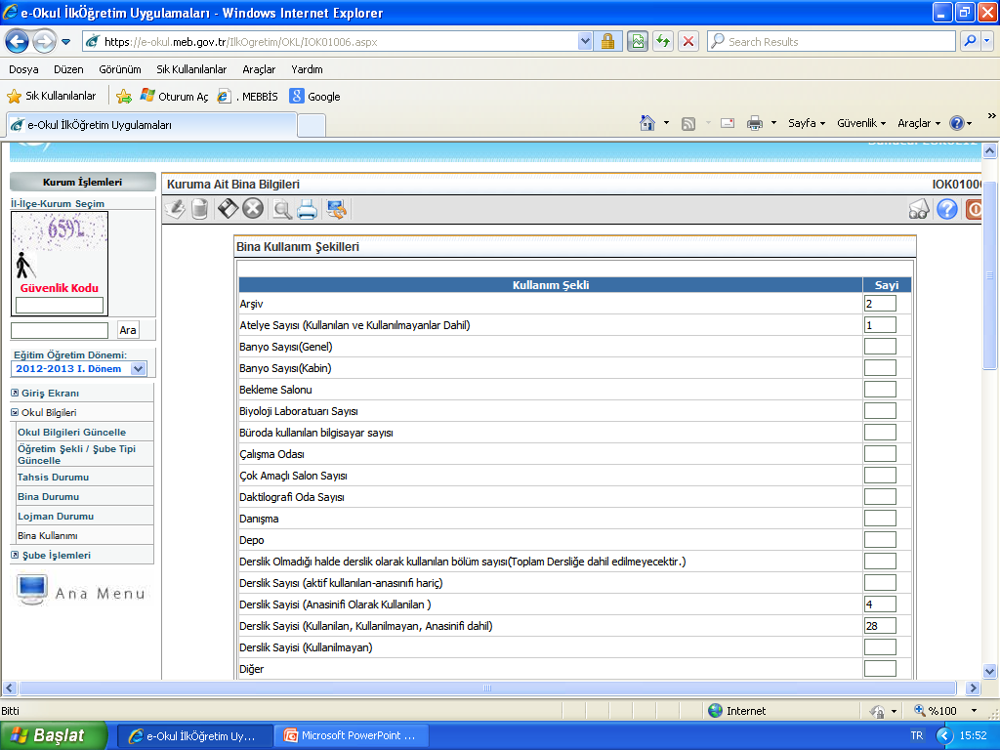 e-Okul İlkÖğretim Uygulamaları - Windows Internet Explorer
https://e-okul.meb.gov.tr/IlkOgretim/OKL/IOK01006.aspx
Search Results
Dosya Düzen Görünüm Sık Kullanılanlar Araçlar Yardım
Sık Kullanılanlar Oturum Aç . MEBBİS Google
e-Okul İlkÖğretim Uygulamaları
Sayfa Güvenlik Araçlar
Kurum İşlemleri
İl-İlçe-Kurum Seçim
6592
Güvenlik Kodu
Ara
Eğitim Öğretim Dönemi:
2012-2013 I. Dönem
Giriş Ekranı
Okul Bilgileri
Okul Bilgileri Güncelle
Öğretim Şekli / Şube Tipi
Güncelle
Tahsis Durumu
Bina Durumu
Lojman Durumu
Bina Kullanımı
Şube İşlemleri
Ana Menu
Kuruma Ait Bina Bilgileri IOK0100
Bina Kullanım Şekilleri
Kullanım Şekli Sayi
Arşiv 2
Atelye Sayısı (Kullanılan ve Kullanılmayanlar Dahil) 1
Banyo Sayısı(Genel)
Banyo Sayısı(Kabin)
Bekleme Salonu
Biyoloji Laboratuarı Sayısı
Büroda kullanılan bilgisayar sayısı
Çalışma Odası
Çok Amaçlı Salon Sayısı
Daktilografi Oda Sayısı
Danışma
Depo
Derslik Olmadığı halde derslik olarak kullanılan bölüm sayısı(Toplam Dersliğe dahil edilmeyecektir.)
Derslik Sayısı (aktif kullanılan-anasınıfı hariç)
Derslik Sayisi (Anasinifi Olarak Kullanilan ) 4
Derslik Sayisi (Kullanilan, Kullanilmayan, Anasinifi dahil) 28
Derslik Sayisi (Kullanilmayan)
Diğer
Bitti
Internet
%100
Başlat
e-Okul İlkÖğretim Uy...
Microsoft PowerPoint ...
TR
15:52